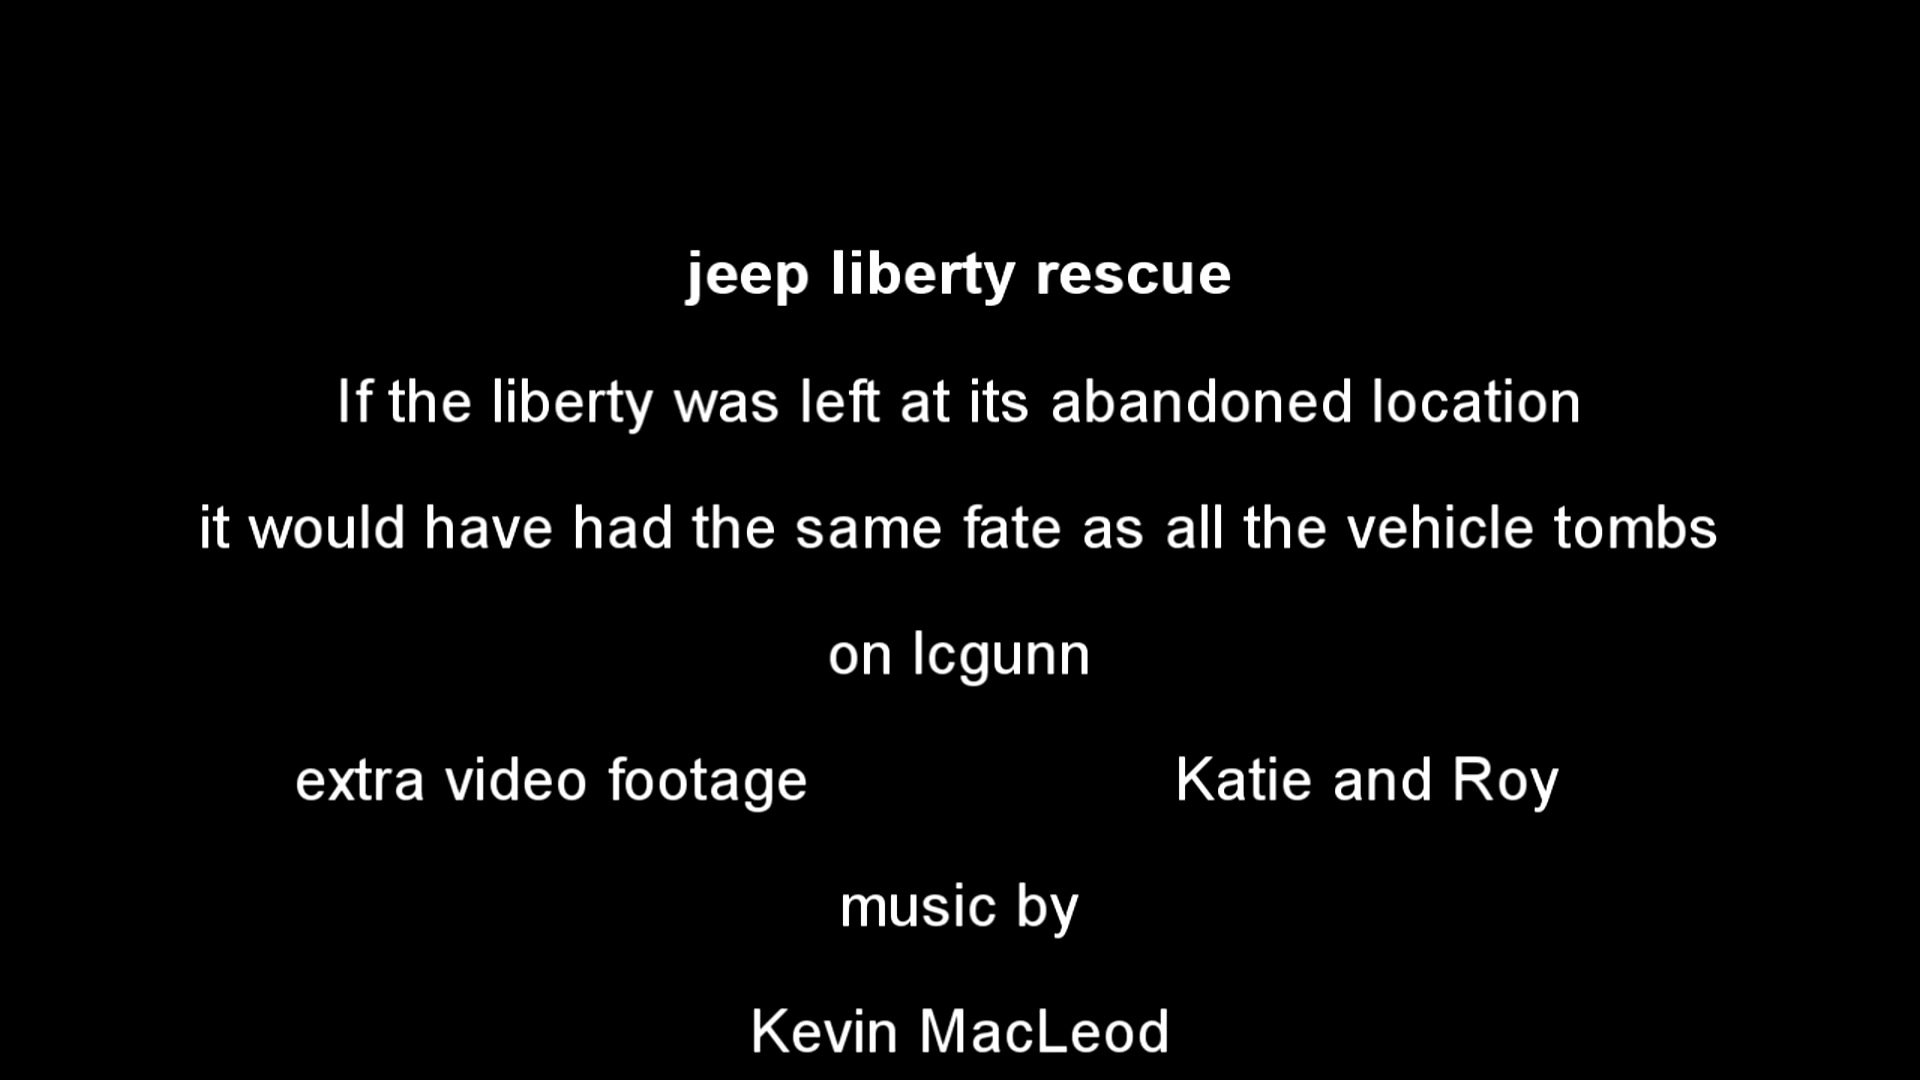 jeep liberty rescue
If the liberty was left at its abandoned location
it would have had the same fate as all the vehicle tombs
on lcgunn
extra video footage Katie and Roy
music by
Kevin MacLeod